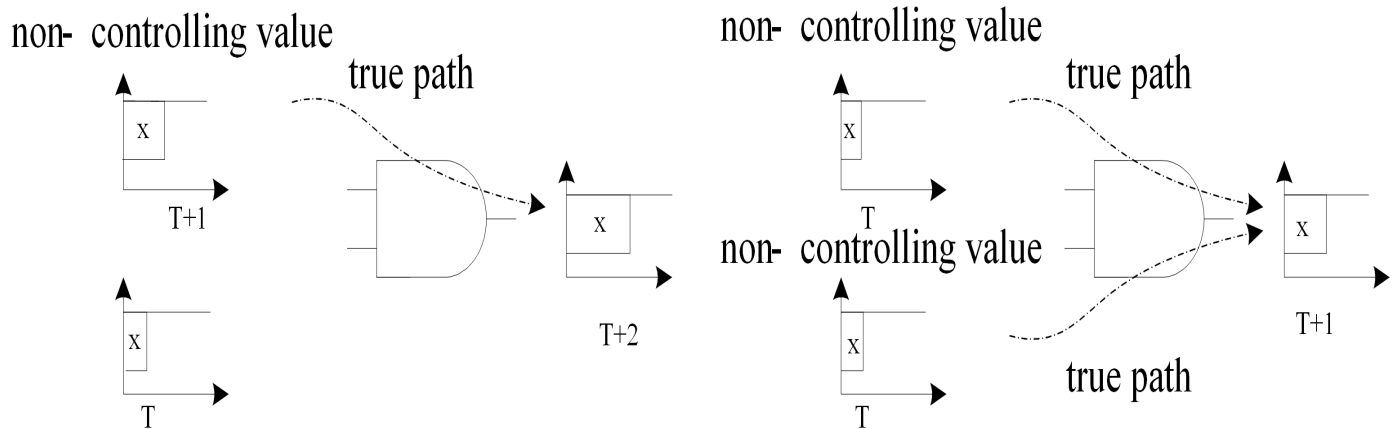 non- controlling value
true path
x
T+1
x
T+2
x
T
non- controlling value
true path
x
T
non- controlling value
x
T+1
x
T
true path